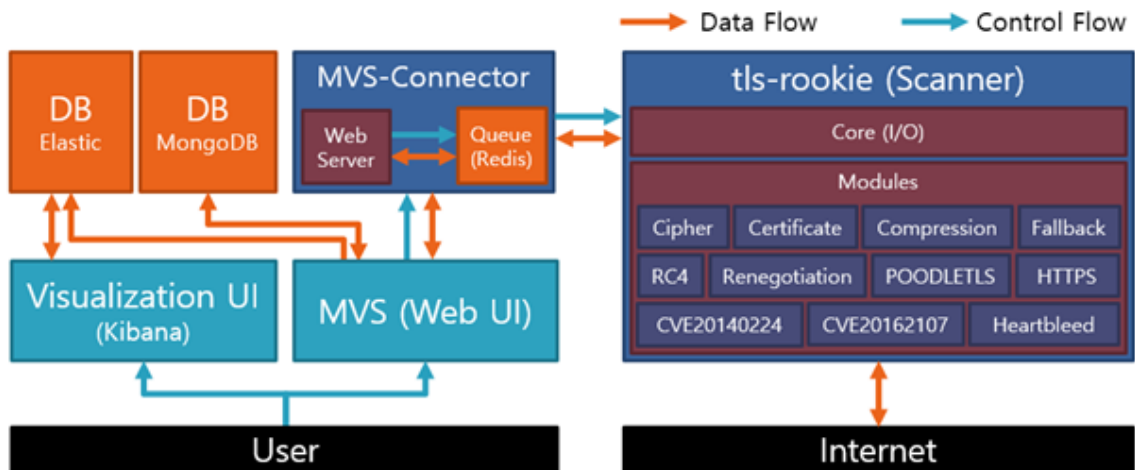 Data Flow
Control Flow
DB
Elastic
DB
MongoDB
MVS-Connector
Web
Server
Queue
(Redis)
tls-rookie (Scanner)
Core (I/O)
Modules
Cipher
Certificate
Compression
Fallback
RC4
Renegotiation
POODLETLS
HTTPS
CVE20140224
CVE20162107
Heartbleed
Visualization UI
(Kibana)
MVS (Web UI)
User
Internet